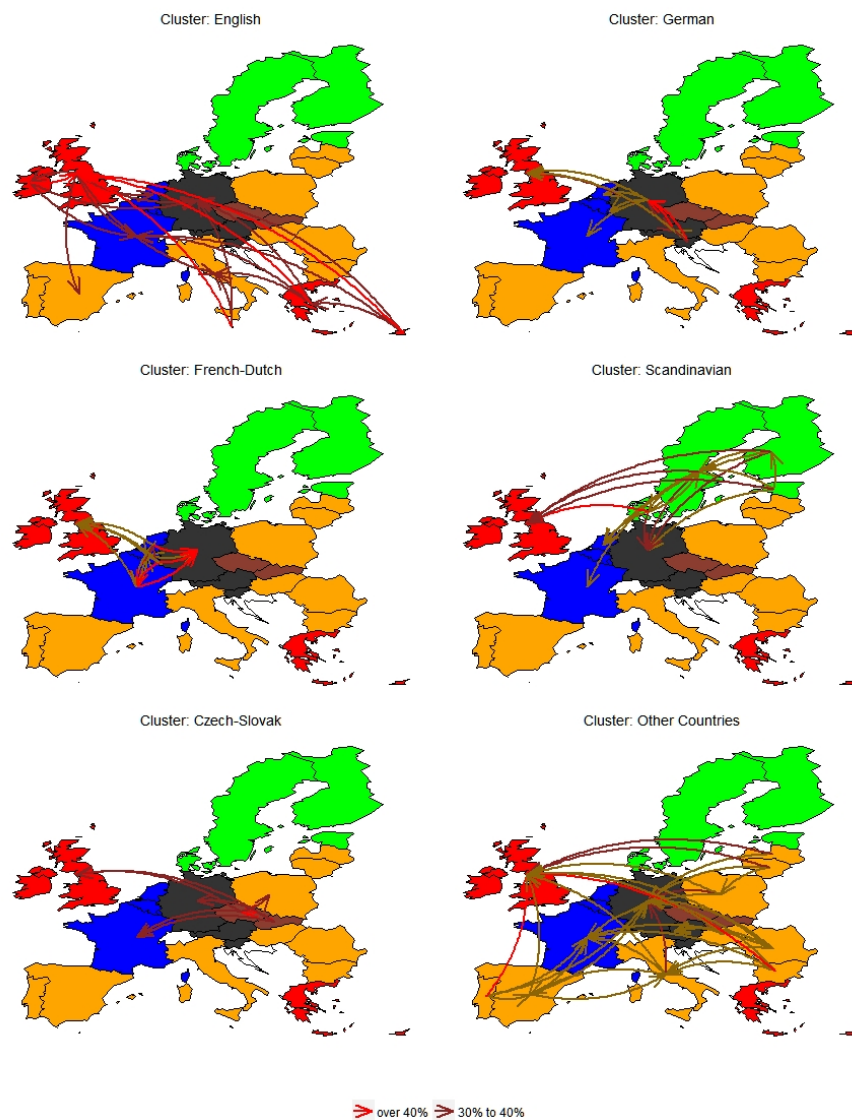 Cluster: English
Cluster: German
Cluster: French-Dutch
Cluster: Scandinavian
Cluster: Czech-Slovak
Cluster: Other Countries
over 40% 30% to 40%